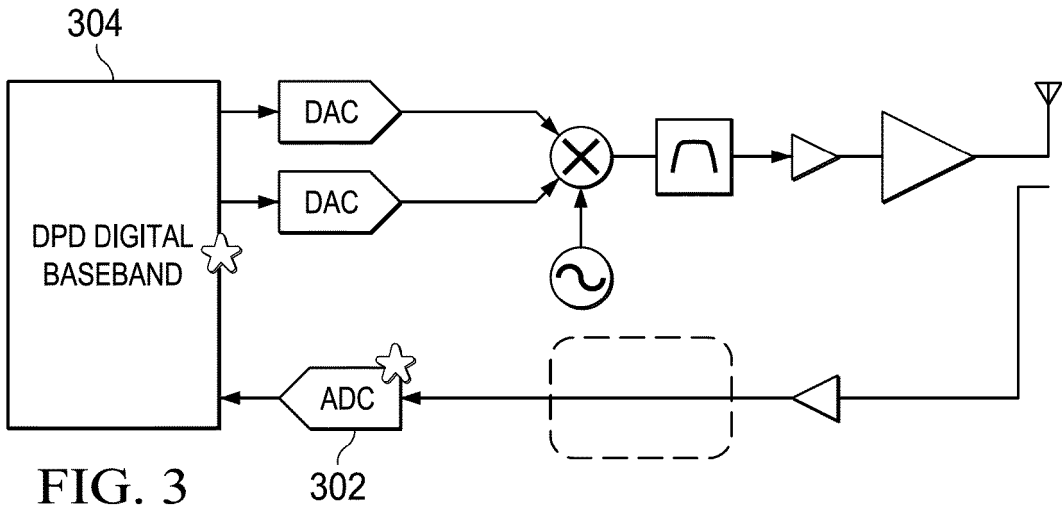 304
DAC
DAC
DPD DIGITAL
BASEBAND
ADC
302
FIG. 3